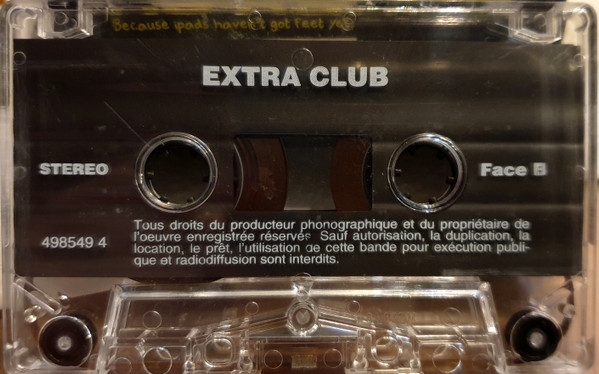 Because ipads haven't got feet yet
EXTRA CLUB
STEREO
Face B
498549 4
Tous droits du producteur phonographique et du propriétaire de
l'oeuvre enregistrée réservés Sauf autorisation, la duplication, la
location, le prêt, l'utilisation de cette bande pour exécution publi-
que et radiodiffusion sont interdits.